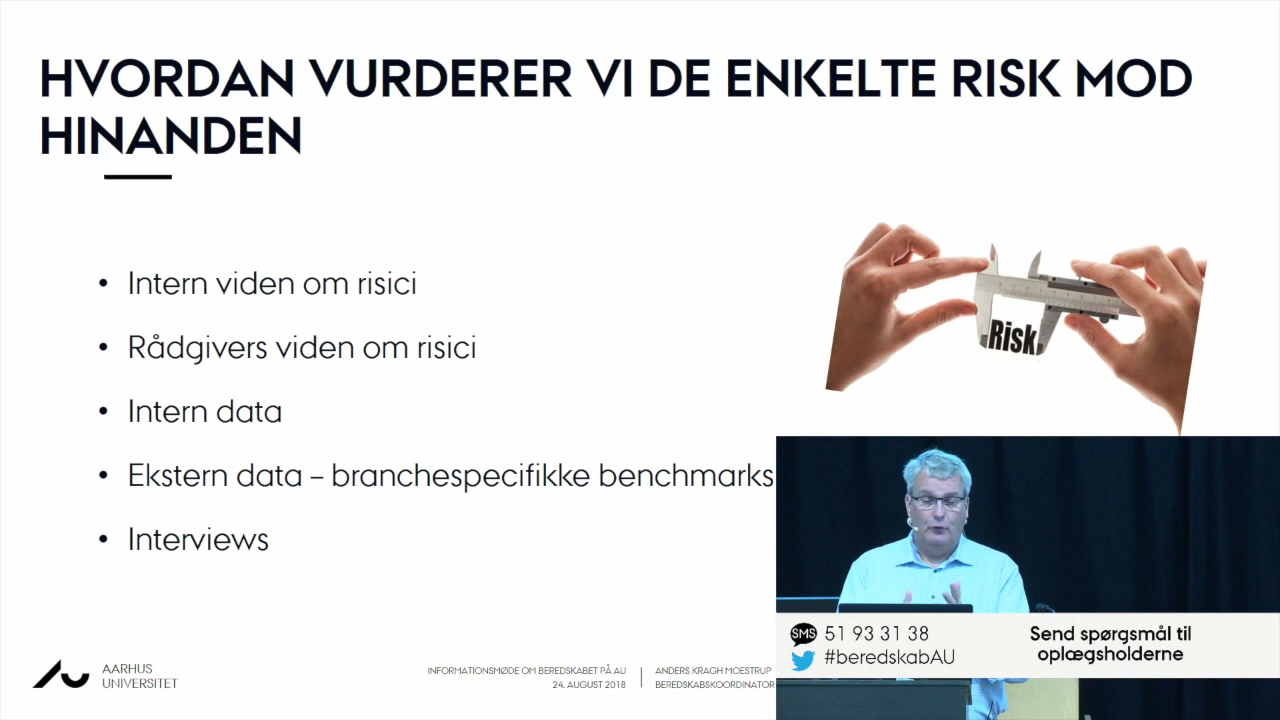 HVORDAN VURDERER VI DE ENKELTE RISK MOD
HINANDEN
• Intern viden om risici
• Rådgivers viden om risici
• Intern data
• Ekstern data – branchespecifikke benchmarks
• Interviews
Risk
SMS 51 93 31 38
#beredskabAU
Send spørgsmål til
oplægsholderne
AARHUS
UNIVERSITET
INFORMATIONSMØDE OM BEREDSKABET PÅ AU
24. AUGUST 2018
ANDERS KRAGH MOESTRUP
BEREDSKABSKOORDINATOR